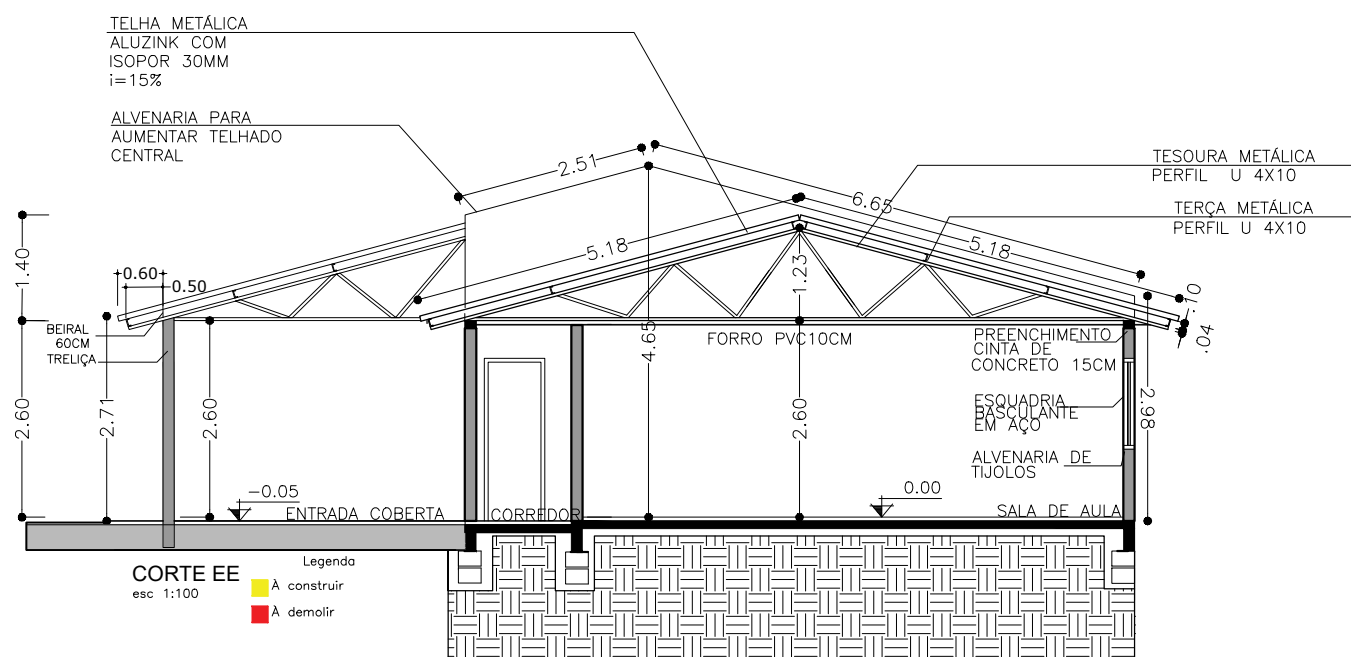 TELHA METÁLICA
ALUZINK COM
ISOPOR 30MM
i=15%
ALVENARIA PARA
AUMENTAR TELHADO
CENTRAL
2.51
6.65
5.18
5.18
TESOURA METÁLICA
PERFIL U 4X10
TERÇA METÁLICA
PERFIL U 4X10
1.40
0.60
0.50
1.23
.10
.04
BEIRAL
60CM
TRELIÇA
4.65
FORRO PVC10CM
PREENCHIMENTO
CINTA DE
CONCRETO 15CM
2.60
2.71
2.60
2.60
2.98
ESQUADRIA
BASCULANTE
EM AÇO
ALVENARIA DE
TIJOLOS
-0.05
0.00
ENTRADA COBERTA
CORREDOR
SALA DE AULA
CORTE EE
esc 1:100
Legenda
À construir
À demolir